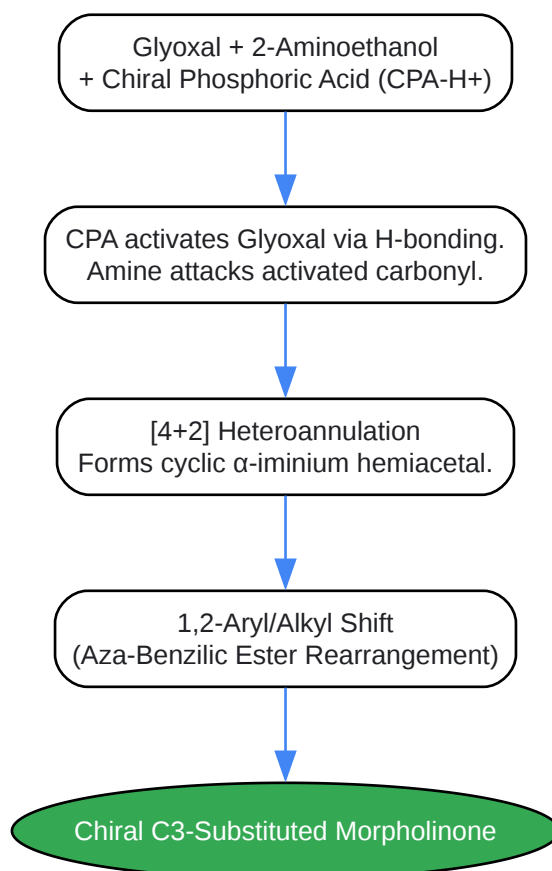 Glyoxal + 2-Aminoethanol
+ Chiral Phosphoric Acid (CPA-H+)
CPA activates Glyoxal via H-bonding.
Amine attacks activated carbonyl.
[4+2] Heteroannulation
Forms cyclic α-iminium hemiacetal.
1,2-Aryl/Alkyl Shift
(Aza-Benzilic Ester Rearrangement)
Chiral C3-Substituted Morpholinone